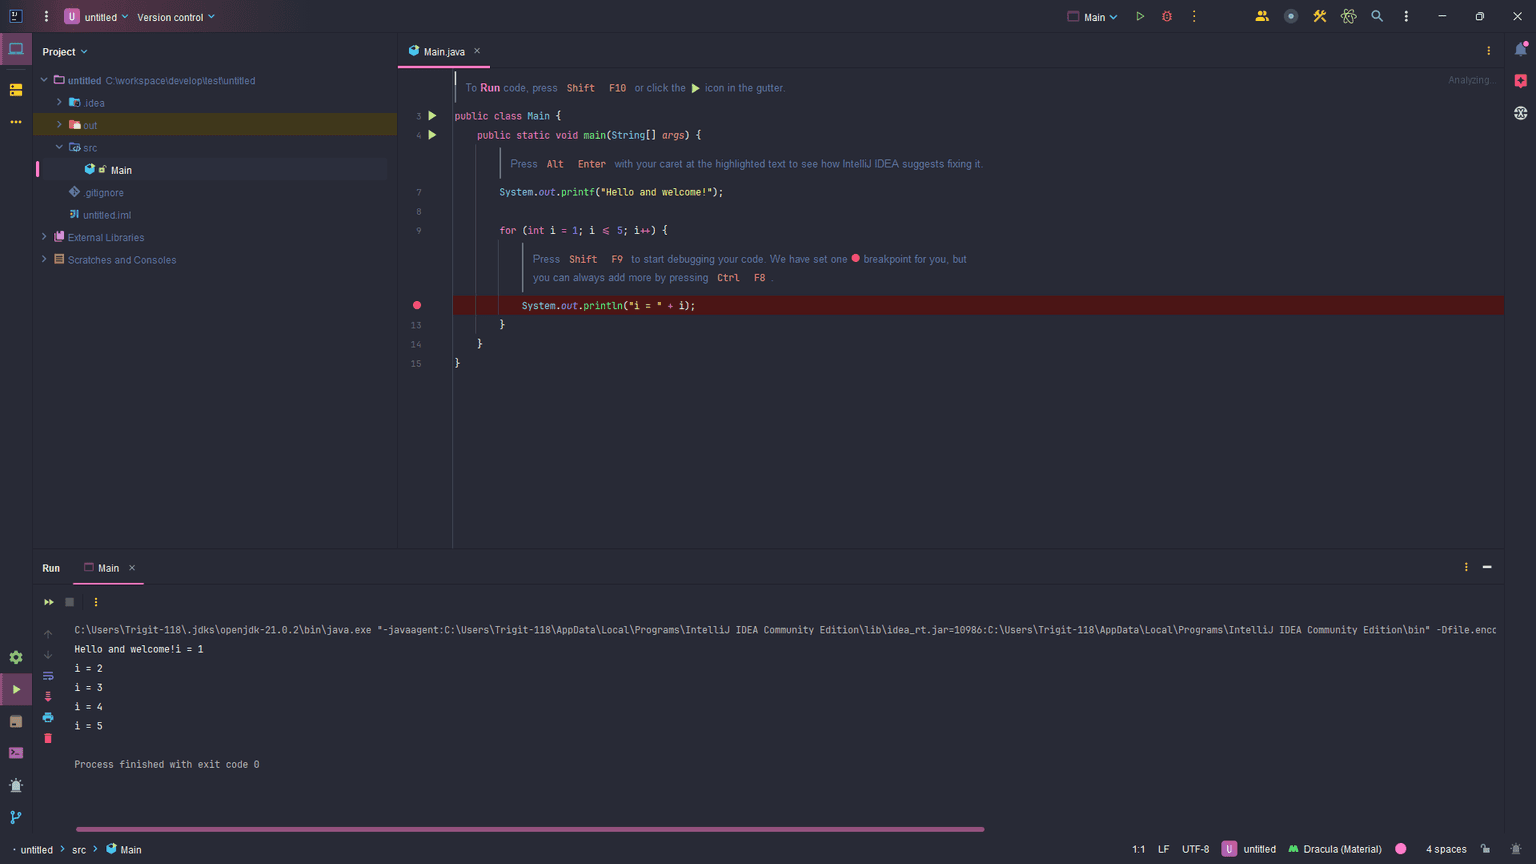 U untitled Version control Main
Project
Main.java
untitled C:\workspace\develop\test\untitled
.idea
out
src
Main
.gitignore
untitled.iml
External Libraries
Scratches and Consoles
Analyzing...
To Run code, press Shift F10 or click the icon in the gutter.
3 public class Main {
4 public static void main(String[] args) {
Press Alt Enter with your caret at the highlighted text to see how IntelliJ IDEA suggests fixing it.
7 System.out.printf("Hello and welcome!");
8
9 for (int i = 1; i ≤ 5; i++) {
Press Shift F9 to start debugging your code. We have set one breakpoint for you, but
you can always add more by pressing Ctrl F8 .
System.out.println("i = " + i);
13 }
14 }
15 }
Run Main
C:\Users\Trigit-118\.jdks\openjdk-21.0.2\bin\java.exe "-javaagent:C:\Users\Trigit-118\AppData\Local\Programs\IntelliJ IDEA Community Edition\lib\idea_rt.jar=10986:C:\Users\Trigit-118\AppData\Local\Programs\IntelliJ IDEA Community Edition\bin" -Dfile.enco
Hello and welcome!i = 1
i = 2
i = 3
i = 4
i = 5
Process finished with exit code 0
untitled src Main 1:1 LF UTF-8 U untitled Dracula (Material) 4 spaces